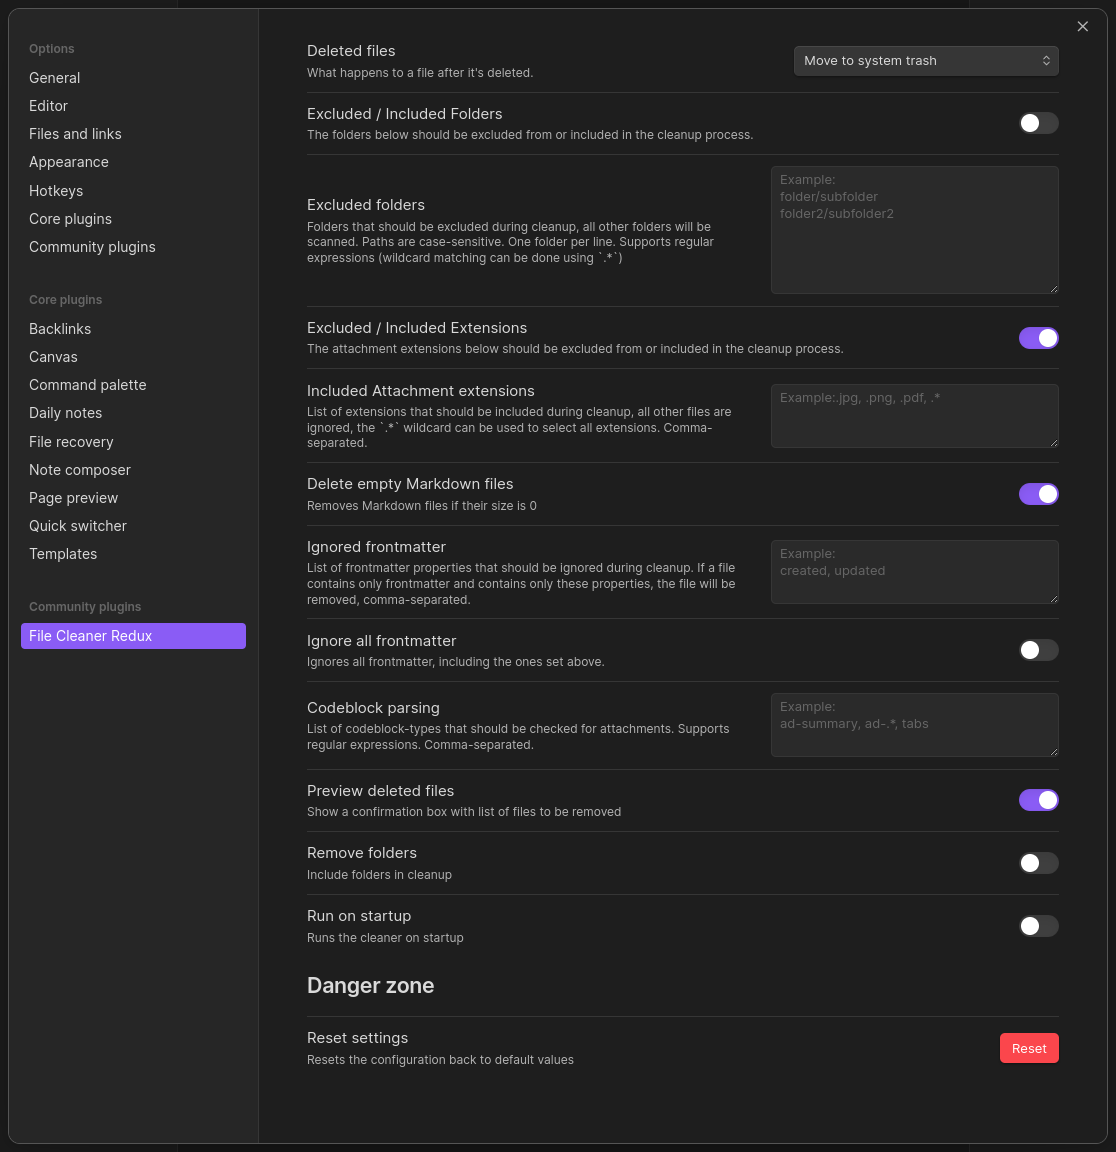 Options
General
Editor
Files and links
Appearance
Hotkeys
Core plugins
Community plugins
Core plugins
Backlinks
Canvas
Command palette
Daily notes
File recovery
Note composer
Page preview
Quick switcher
Templates
Community plugins
File Cleaner Redux
Deleted files
What happens to a file after it's deleted.
Move to system trash
Excluded / Included Folders
The folders below should be excluded from or included in the cleanup process.
Excluded folders
Folders that should be excluded during cleanup, all other folders will be
scanned. Paths are case-sensitive. One folder per line. Supports regular
expressions (wildcard matching can be done using `.*`)
Example:
folder/subfolder
folder2/subfolder2
Excluded / Included Extensions
The attachment extensions below should be excluded from or included in the cleanup process.
Included Attachment extensions
List of extensions that should be included during cleanup, all other files are
ignored, the `.*` wildcard can be used to select all extensions. Comma-
separated.
Example:.jpg, .png, .pdf, .*
Delete empty Markdown files
Removes Markdown files if their size is 0
Ignored frontmatter
List of frontmatter properties that should be ignored during cleanup. If a file
contains only frontmatter and contains only these properties, the file will be
removed, comma-separated.
Example:
created, updated
Ignore all frontmatter
Ignores all frontmatter, including the ones set above.
Codeblock parsing
List of codeblock-types that should be checked for attachments. Supports
regular expressions. Comma-separated.
Example:
ad-summary, ad-.*, tabs
Preview deleted files
Show a confirmation box with list of files to be removed
Remove folders
Include folders in cleanup
Run on startup
Runs the cleaner on startup
Danger zone
Reset settings
Resets the configuration back to default values
Reset